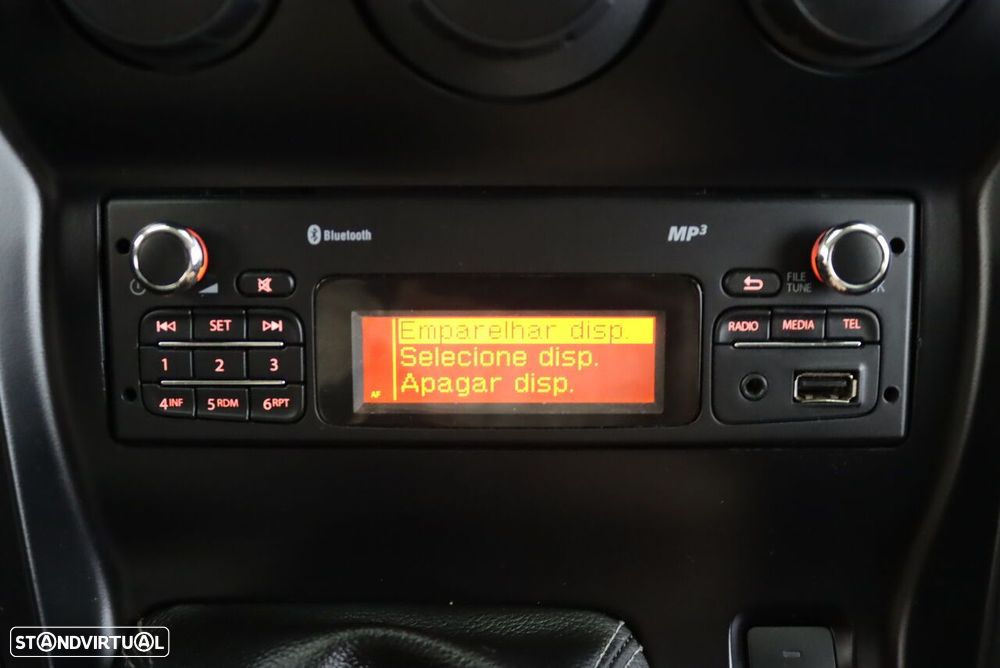 Bluetooth
MP3
FILE
TUNE
SET
RADIO MEDIA TEL
1 2 3
4INF 5RDM 6RPT
Emparelhar disp.
Selecione disp.
Apagar disp.
AF
STANDVIRTUAL